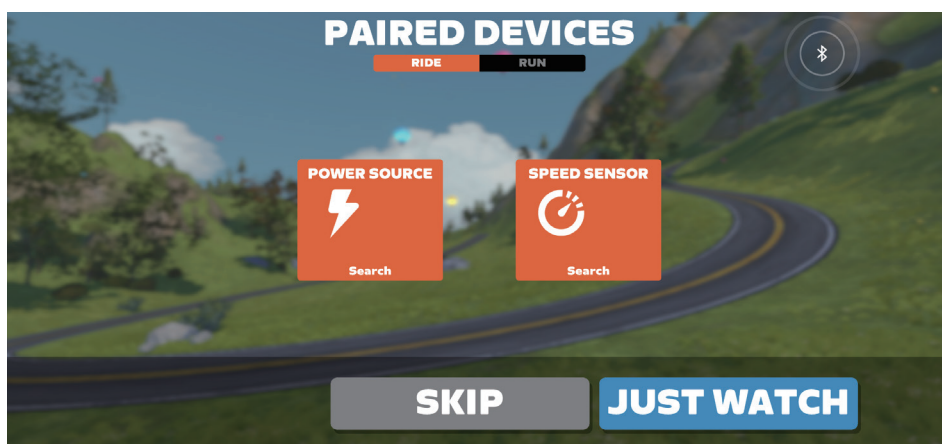 PAIRED DEVICES
RIDE RUN
POWER SOURCE
Search
SPEED SENSOR
Search
SKIP
JUST WATCH